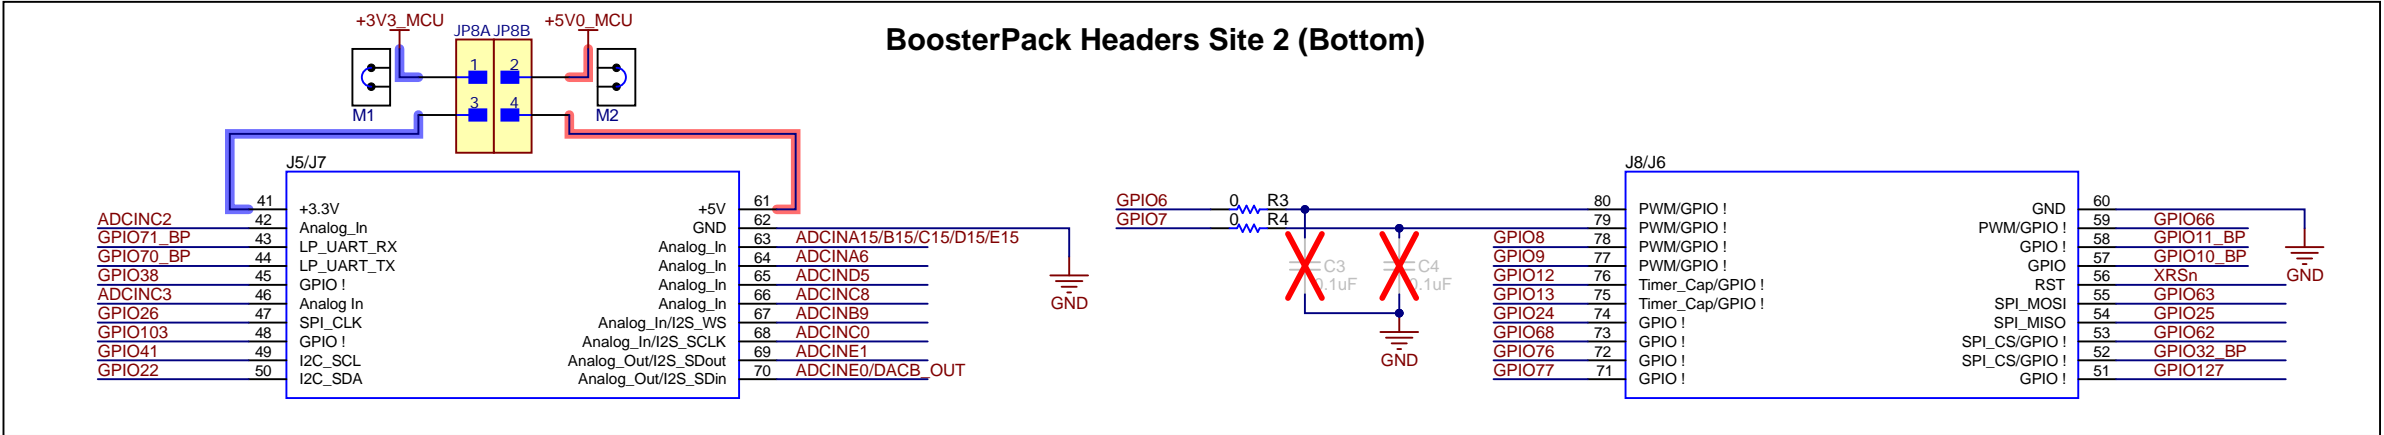 BoosterPack Headers Site 2 (Bottom)
+3V3_MCU
+5V0_MCU
JP8A JP8B
1 2
3 4
M1
M2
J5/J7
41 +3.3V
ADCINC2 42 Analog_In
GPIO71_BP 43 LP_UART_RX
GPIO70_BP 44 LP_UART_TX
GPIO38 45 GPIO !
ADCINC3 46 Analog In
GPIO26 47 SPI_CLK
GPIO103 48 GPIO !
GPIO41 49 I2C_SCL
GPIO22 50 I2C_SDA
+5V 61
GND 62
Analog_In 63 ADCINA15/B15/C15/D15/E15
Analog_In 64 ADCINA6
Analog_In 65 ADCIND5
Analog_In 66 ADCINC8
Analog_In/I2S_WS 67 ADCINB9
Analog_In/I2S_SCLK 68 ADCINC0
Analog_Out/I2S_SDout 69 ADCINE1
Analog_Out/I2S_SDin 70 ADCINE0/DACB_OUT
GND
GPIO6 0 R3
GPIO7 0 R4
C3
0.1uF
C4
0.1uF
GND
J8/J6
80 PWM/GPIO !
79 PWM/GPIO !
GPIO8 78 PWM/GPIO !
GPIO9 77 PWM/GPIO !
GPIO12 76 Timer_Cap/GPIO !
GPIO13 75 Timer_Cap/GPIO !
GPIO24 74 GPIO !
GPIO68 73 GPIO !
GPIO76 72 GPIO !
GPIO77 71 GPIO !
GND 60
PWM/GPIO ! 59 GPIO66
GPIO ! 58 GPIO11_BP
GPIO 57 GPIO10_BP
RST 56 XRSn
SPI_MOSI 55 GPIO63
SPI_MISO 54 GPIO25
SPI_CS/GPIO ! 53 GPIO62
SPI_CS/GPIO ! 52 GPIO32_BP
GPIO ! 51 GPIO127
GND